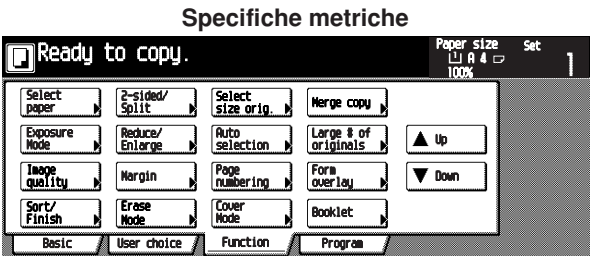 Specifiche metriche
Ready to copy.
Paper size
A4
100%
Set
1
Select
paper
2-sided/
Split
Select
size orig.
Merge copy
Exposure
Mode
Reduce/
Enlarge
Auto
selection
Large # of
originals
Up
Image
quality
Margin
Page
numbering
Form
overlay
Down
Sort/
Finish
Erase
Mode
Cover
Mode
Booklet
Basic
User choice
Function
Program